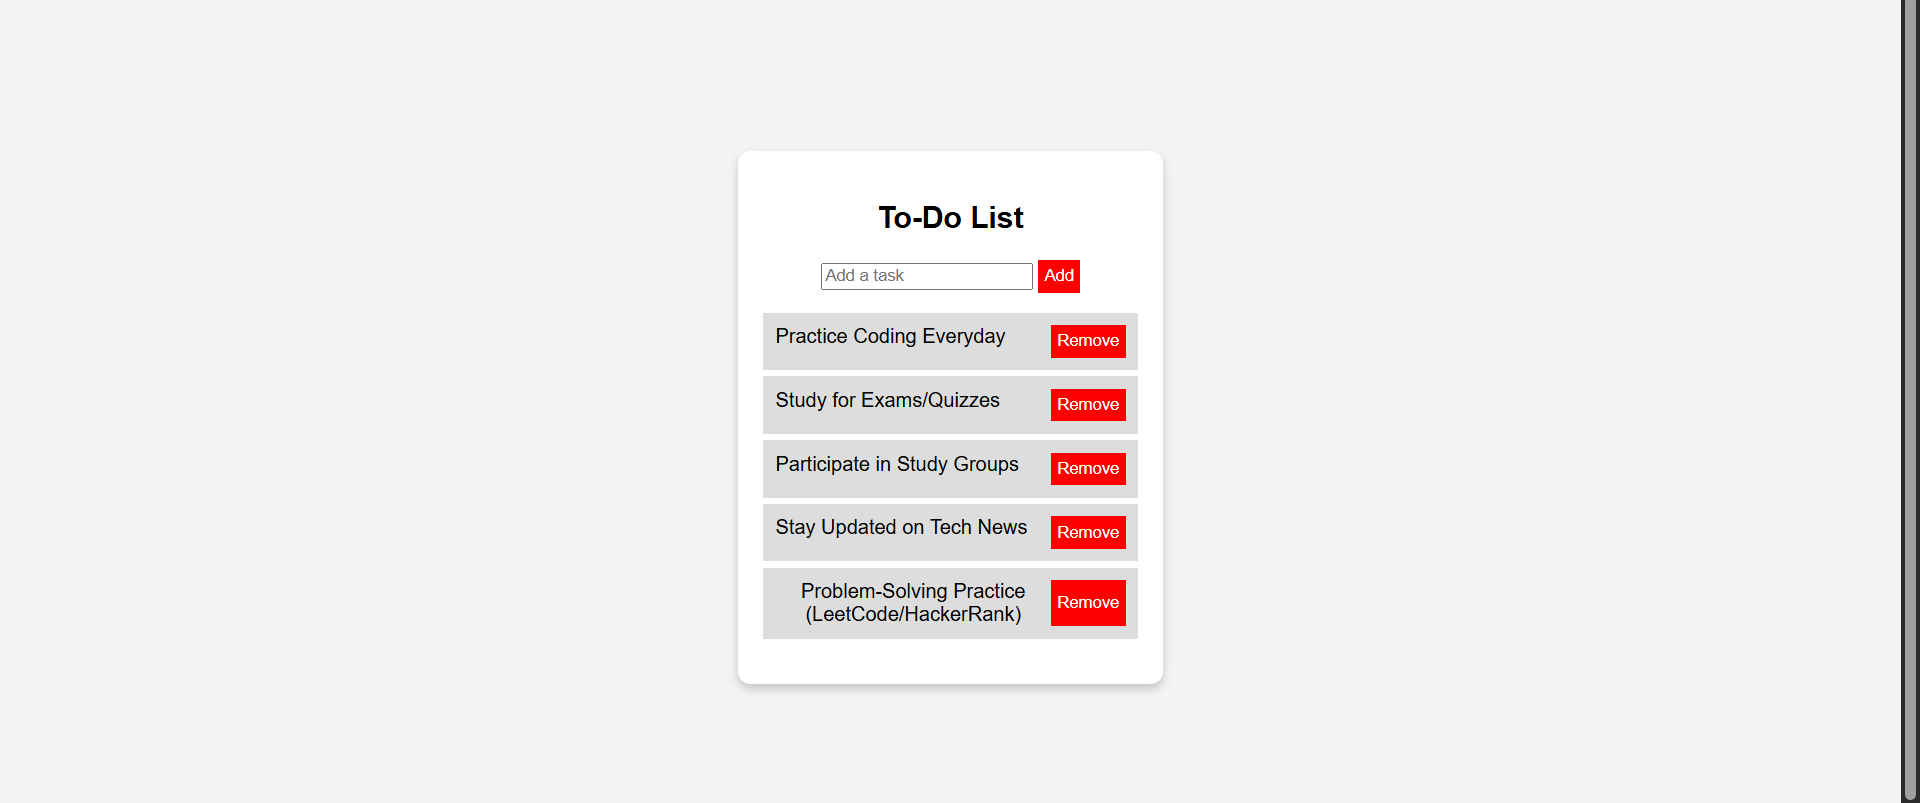 To-Do List
Add a task Add
Practice Coding Everyday Remove
Study for Exams/Quizzes Remove
Participate in Study Groups Remove
Stay Updated on Tech News Remove
Problem-Solving Practice
(LeetCode/HackerRank) Remove